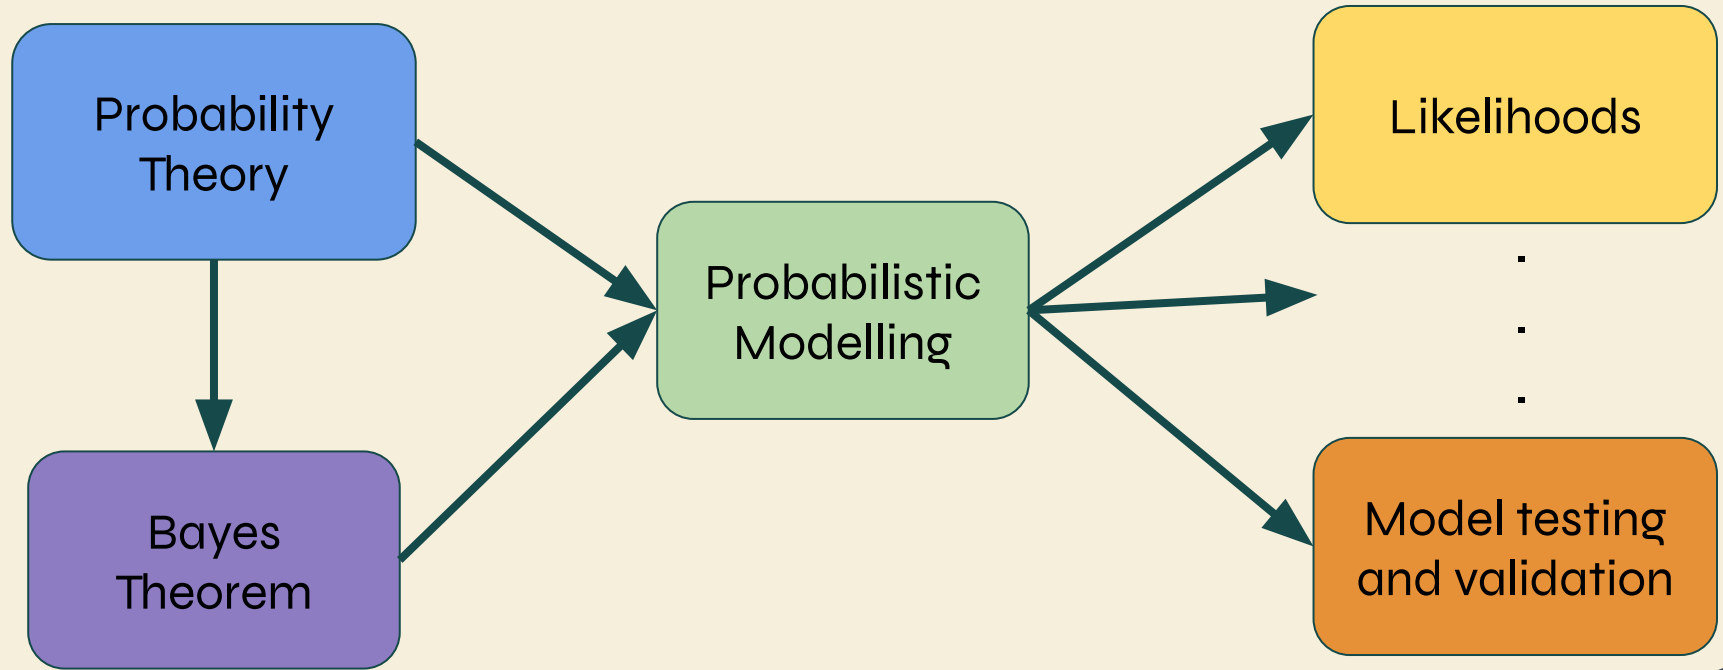 Probability
Theory
Bayes
Theorem
Probabilistic
Modelling
Likelihoods
.
.
.
Model testing
and validation